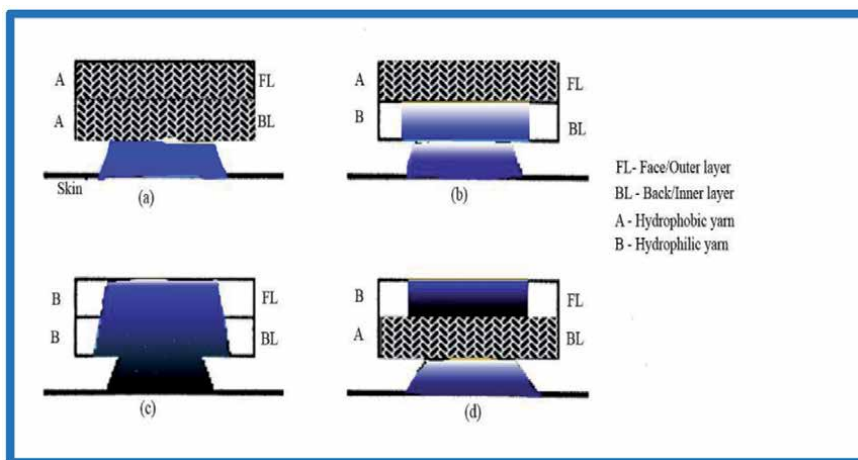 A FL
A BL
Skin
(a)
A FL
B BL
(b)
FL- Face/Outer layer
BL - Back/Inner layer
A - Hydrophobic yarn
B - Hydrophilic yarn
B FL
B BL
(c)
B FL
A BL
(d)